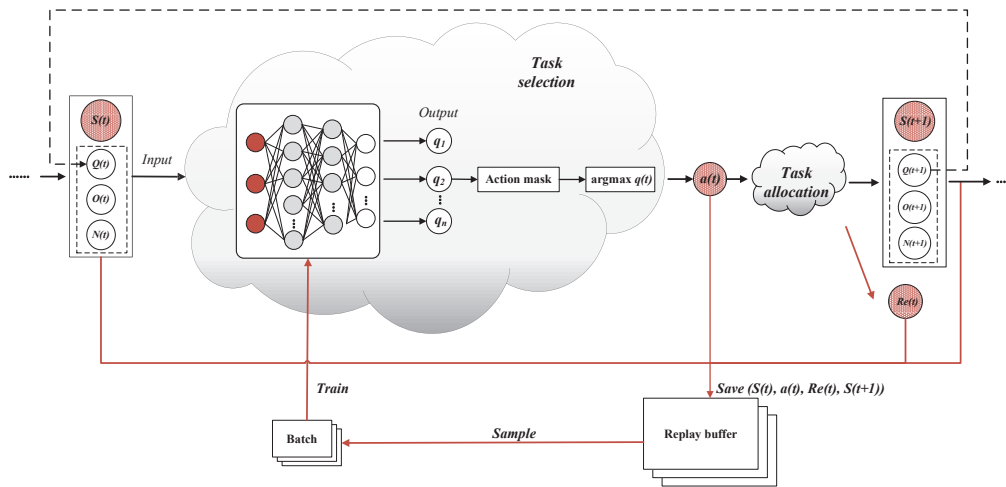 Task
selection
S(t)
Q(t)
O(t)
N(t)
......
Input
Output
q1
q2
qn
Action mask
argmax q(t)
a(t)
Task
allocation
S(t+1)
Q(t+1)
O(t+1)
N(t+1)
...
Re(t)
Train
Save (S(t), a(t), Re(t), S(t+1))
Batch
Sample
Replay buffer